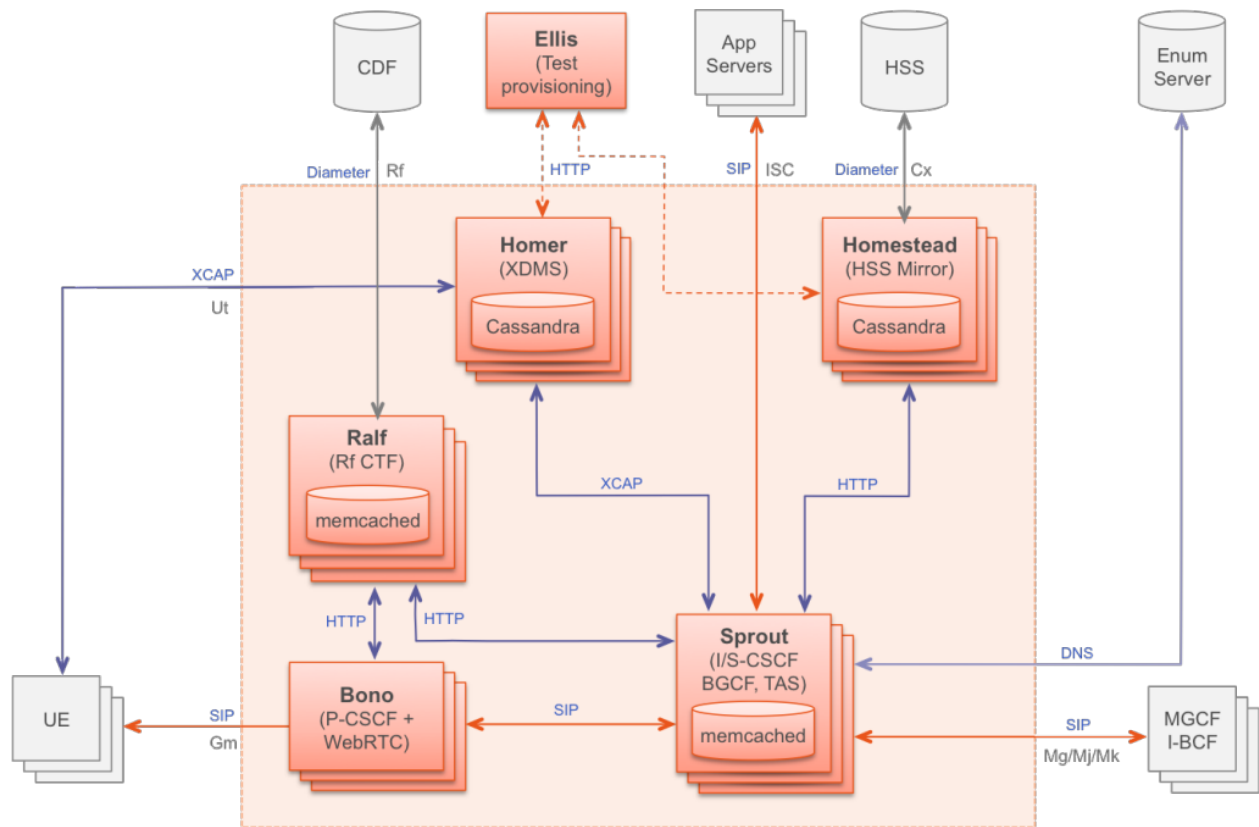 CDF
Ellis
(Test
provisioning)
App
Servers
HSS
Enum
Server
Diameter
Rf
HTTP
SIP
ISC
Diameter
Cx
Homer
(XDMS)
Cassandra
Homestead
(HSS Mirror)
Cassandra
XCAP
Ut
Ralf
(Rf CTF)
memcached
XCAP
HTTP
HTTP
HTTP
Sprout
(I/S-CSCF
BGCF, TAS)
memcached
DNS
UE
SIP
Gm
Bono
(P-CSCF +
WebRTC)
SIP
SIP
Mg/Mj/Mk
MGCF
I-BCF